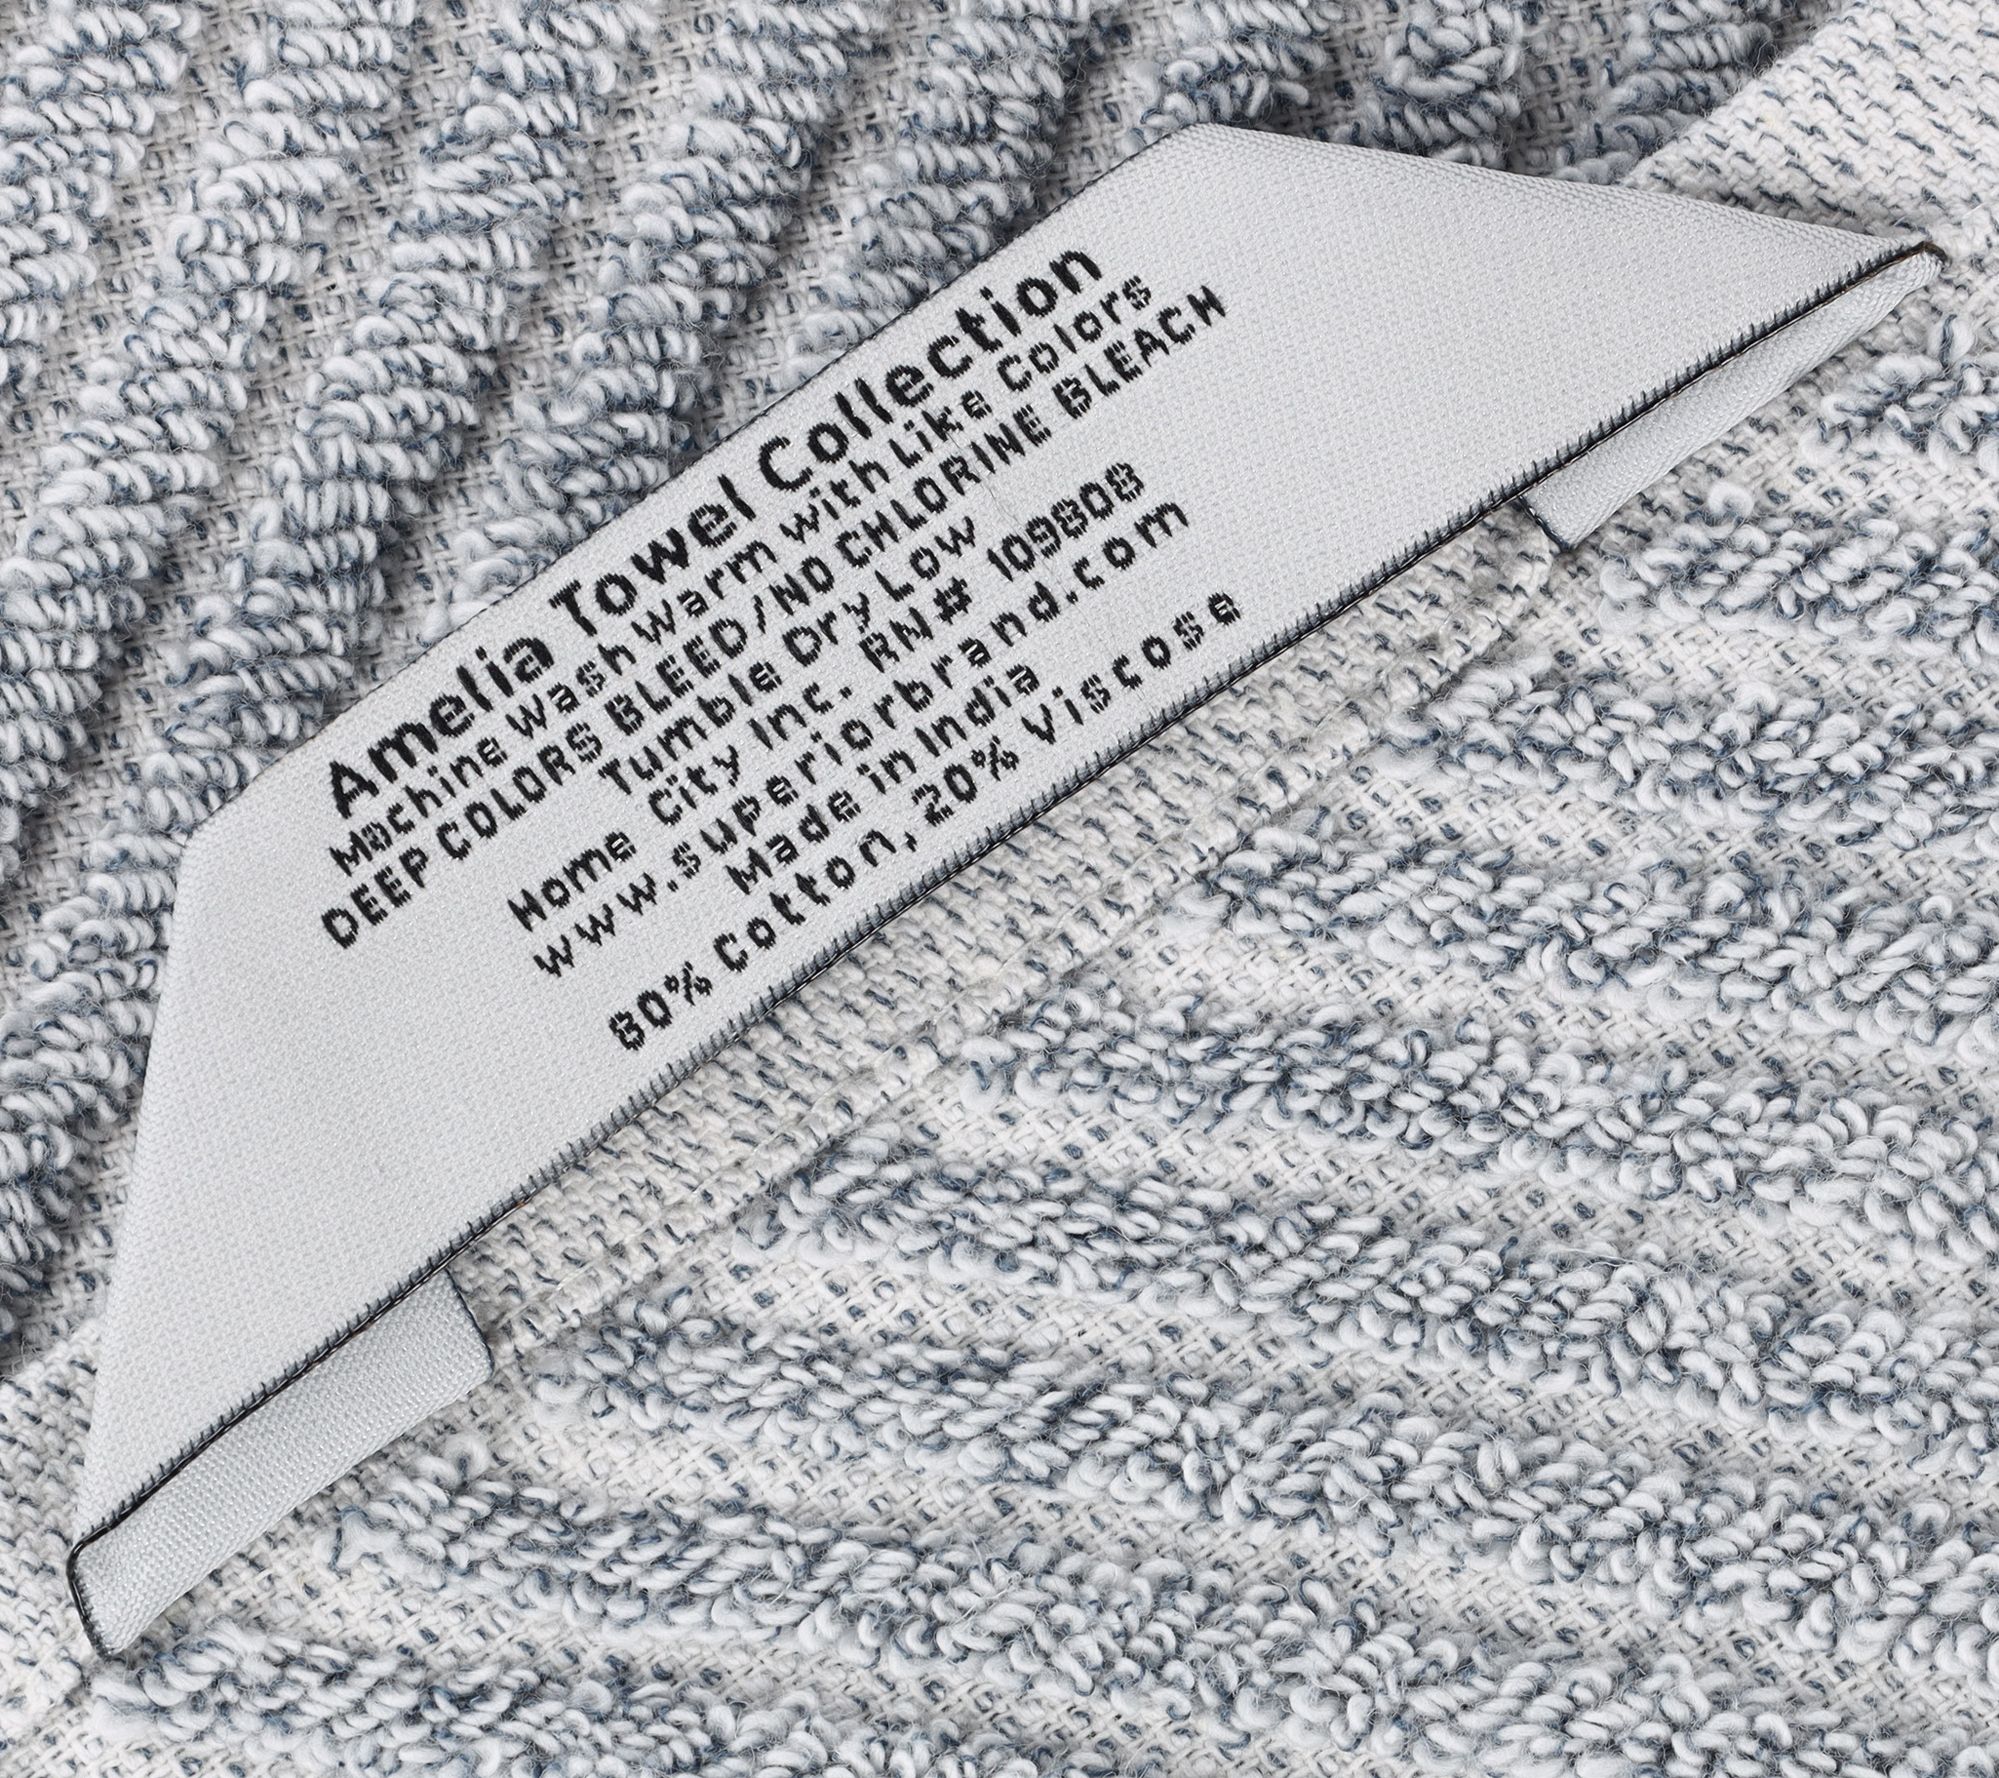 Amelia Towel Collection
Machine Wash Warm with Like Colors
DEEP COLORS BLEED/NO CHLORINE BLEACH
Tumble Dry Low
Home City Inc. RN# 109808
www.superiorbrand.com
Made in India
80% Cotton, 20% Viscose